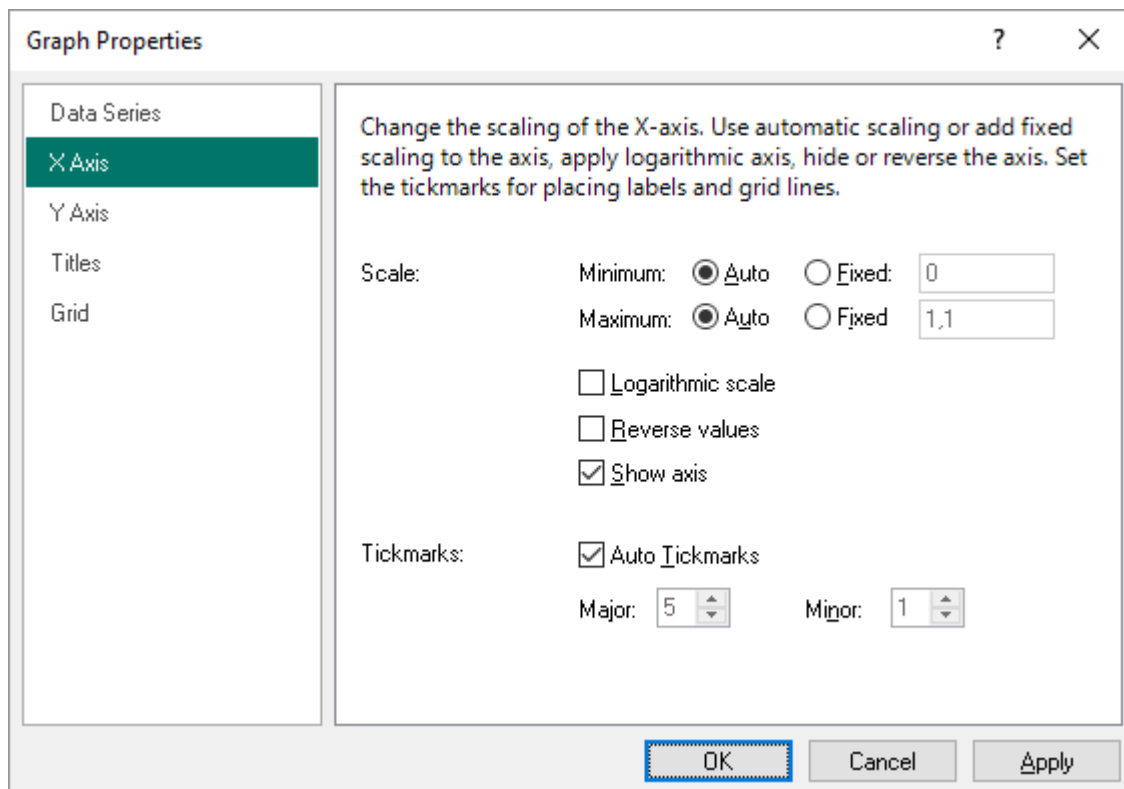 Graph Properties
?
Data Series
X Axis
Y Axis
Titles
Grid
Change the scaling of the X-axis. Use automatic scaling or add fixed
scaling to the axis, apply logarithmic axis, hide or reverse the axis. Set
the tickmarks for placing labels and grid lines.
Scale: Minimum: Auto Fixed: 0
Maximum: Auto Fixed 1,1
Logarithmic scale
Reverse values
Show axis
Tickmarks: Auto Tickmarks
Major: 5 Minor: 1
OK Cancel Apply